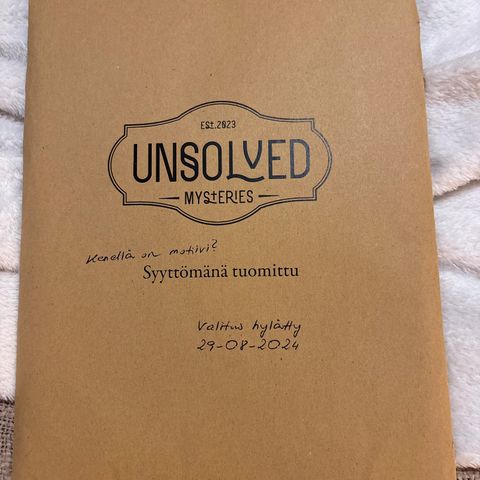 EST.2023
UNSOLVED
MYSTERIES
Kenellä on motiivi?
Syyttömänä tuomittu
Valitus hylätty
29-08-2024